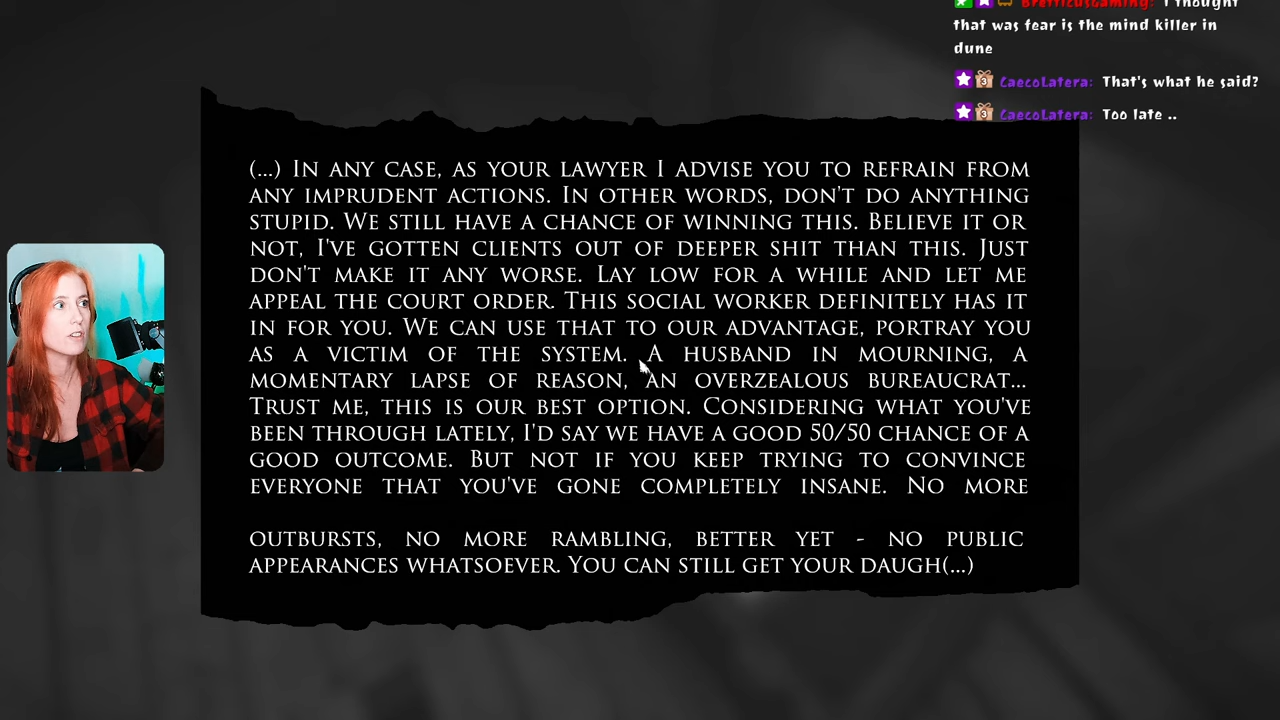 BretticusGaming: I thought
that was fear is the mind killer in
dune
3 CaecoLatera: That's what he said?
3 CaecoLatera: Too late ..
(...) In any case, as your lawyer I advise you to refrain from
any imprudent actions. In other words, don't do anything
stupid. We still have a chance of winning this. Believe it or
not, I've gotten clients out of deeper shit than this. Just
don't make it any worse. Lay low for a while and let me
appeal the court order. This social worker definitely has it
in for you. We can use that to our advantage, portray you
as a victim of the system. A husband in mourning, a
momentary lapse of reason, an overzealous bureaucrat...
Trust me, this is our best option. Considering what you've
been through lately, I'd say we have a good 50/50 chance of a
good outcome. But not if you keep trying to convince
everyone that you've gone completely insane. No more
outbursts, no more rambling, better yet - no public
appearances whatsoever. You can still get your daugh(...)